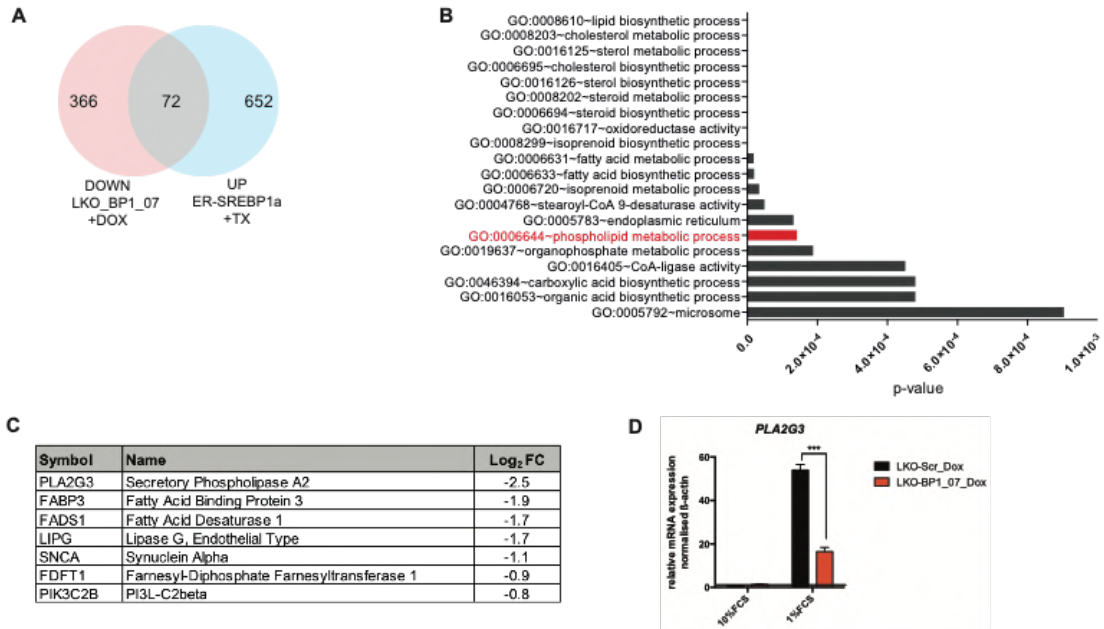 A
366
72
652
DOWN
LKO_BP1_07
+DOX
UP
ER-SREBP1a
+TX
B
GO:0008610~lipid biosynthetic process
GO:0008203~cholesterol metabolic process
GO:0016125~sterol metabolic process
GO:0006695~cholesterol biosynthetic process
GO:0016126~sterol biosynthetic process
GO:0008202~steroid metabolic process
GO:0006694~steroid biosynthetic process
GO:0016717~oxidoreductase activity
GO:0008299~isoprenoid biosynthetic process
GO:0006631~fatty acid metabolic process
GO:0006633~fatty acid biosynthetic process
GO:0006720~isoprenoid metabolic process
GO:0004768~stearoyl-CoA 9-desaturase activity
GO:0005783~endoplasmic reticulum
GO:0006644~phospholipid metabolic process
GO:0019637~organophosphate metabolic process
GO:0016405~CoA-ligase activity
GO:0046394~carboxylic acid biosynthetic process
GO:0016053~organic acid biosynthetic process
GO:0005792~microsome
0.0
2.0×10⁻⁴
4.0×10⁻⁴
6.0×10⁻⁴
8.0×10⁻⁴
1.0×10⁻³
p-value
C
Symbol Name Log₂ FC
PLA2G3 Secretory Phospholipase A2 -2.5
FABP3 Fatty Acid Binding Protein 3 -1.9
FADS1 Fatty Acid Desaturase 1 -1.7
LIPG Lipase G, Endothelial Type -1.7
SNCA Synuclein Alpha -1.1
FDFT1 Farnesyl-Diphosphate Farnesyltransferase 1 -0.9
PIK3C2B PI3L-C2beta -0.8
D
PLA2G3
relative mRNA expression
normalised ß-actin
60
40
20
0
***
10%FCS
1%FCS
LKO-Scr_Dox
LKO-BP1_07_Dox